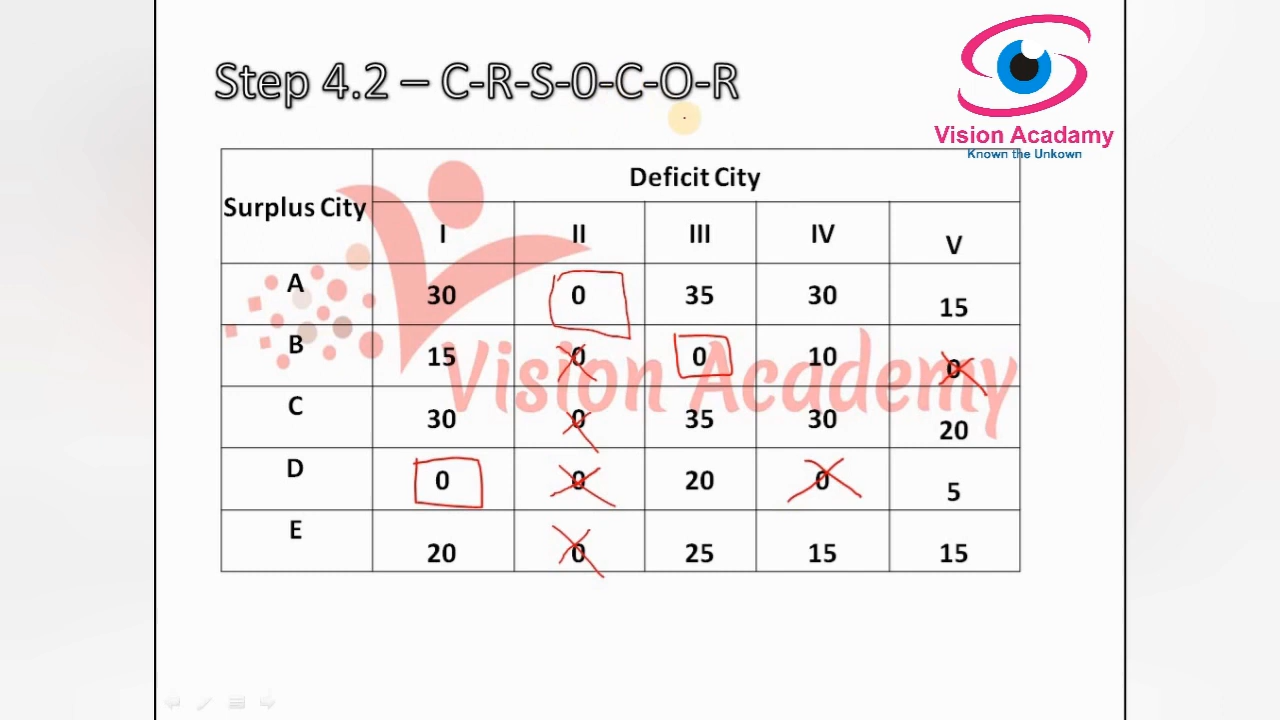 Step 4.2 – C-R-S-0-C-O-R
Vision Acadamy
Known the Unkown
Surplus City
Deficit City
I II III IV V
A 30 0 35 30 15
B 15 0 0 10 0
C 30 0 35 30 20
D 0 0 20 0 5
E 20 0 25 15 15
Vision Academy